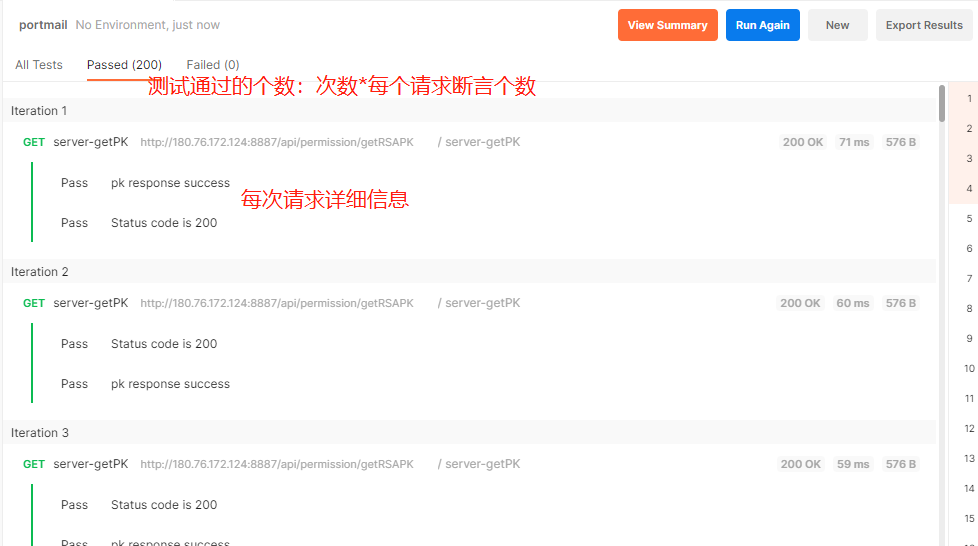 portmail No Environment, just now
View Summary Run Again New Export Results
All Tests Passed (200) Failed (0)
测试通过的个数：次数*每个请求断言个数
Iteration 1
GET server-getPK http://180.76.172.124:8887/api/permission/getRSAPK / server-getPK 200 OK 71 ms 576 B
Pass pk response success
每次请求详细信息
Pass Status code is 200
Iteration 2
GET server-getPK http://180.76.172.124:8887/api/permission/getRSAPK / server-getPK 200 OK 60 ms 576 B
Pass Status code is 200
Pass pk response success
Iteration 3
GET server-getPK http://180.76.172.124:8887/api/permission/getRSAPK / server-getPK 200 OK 59 ms 576 B
Pass Status code is 200
Pass pk response success
1
2
3
4
5
6
7
8
9
10
11
12
13
14
15